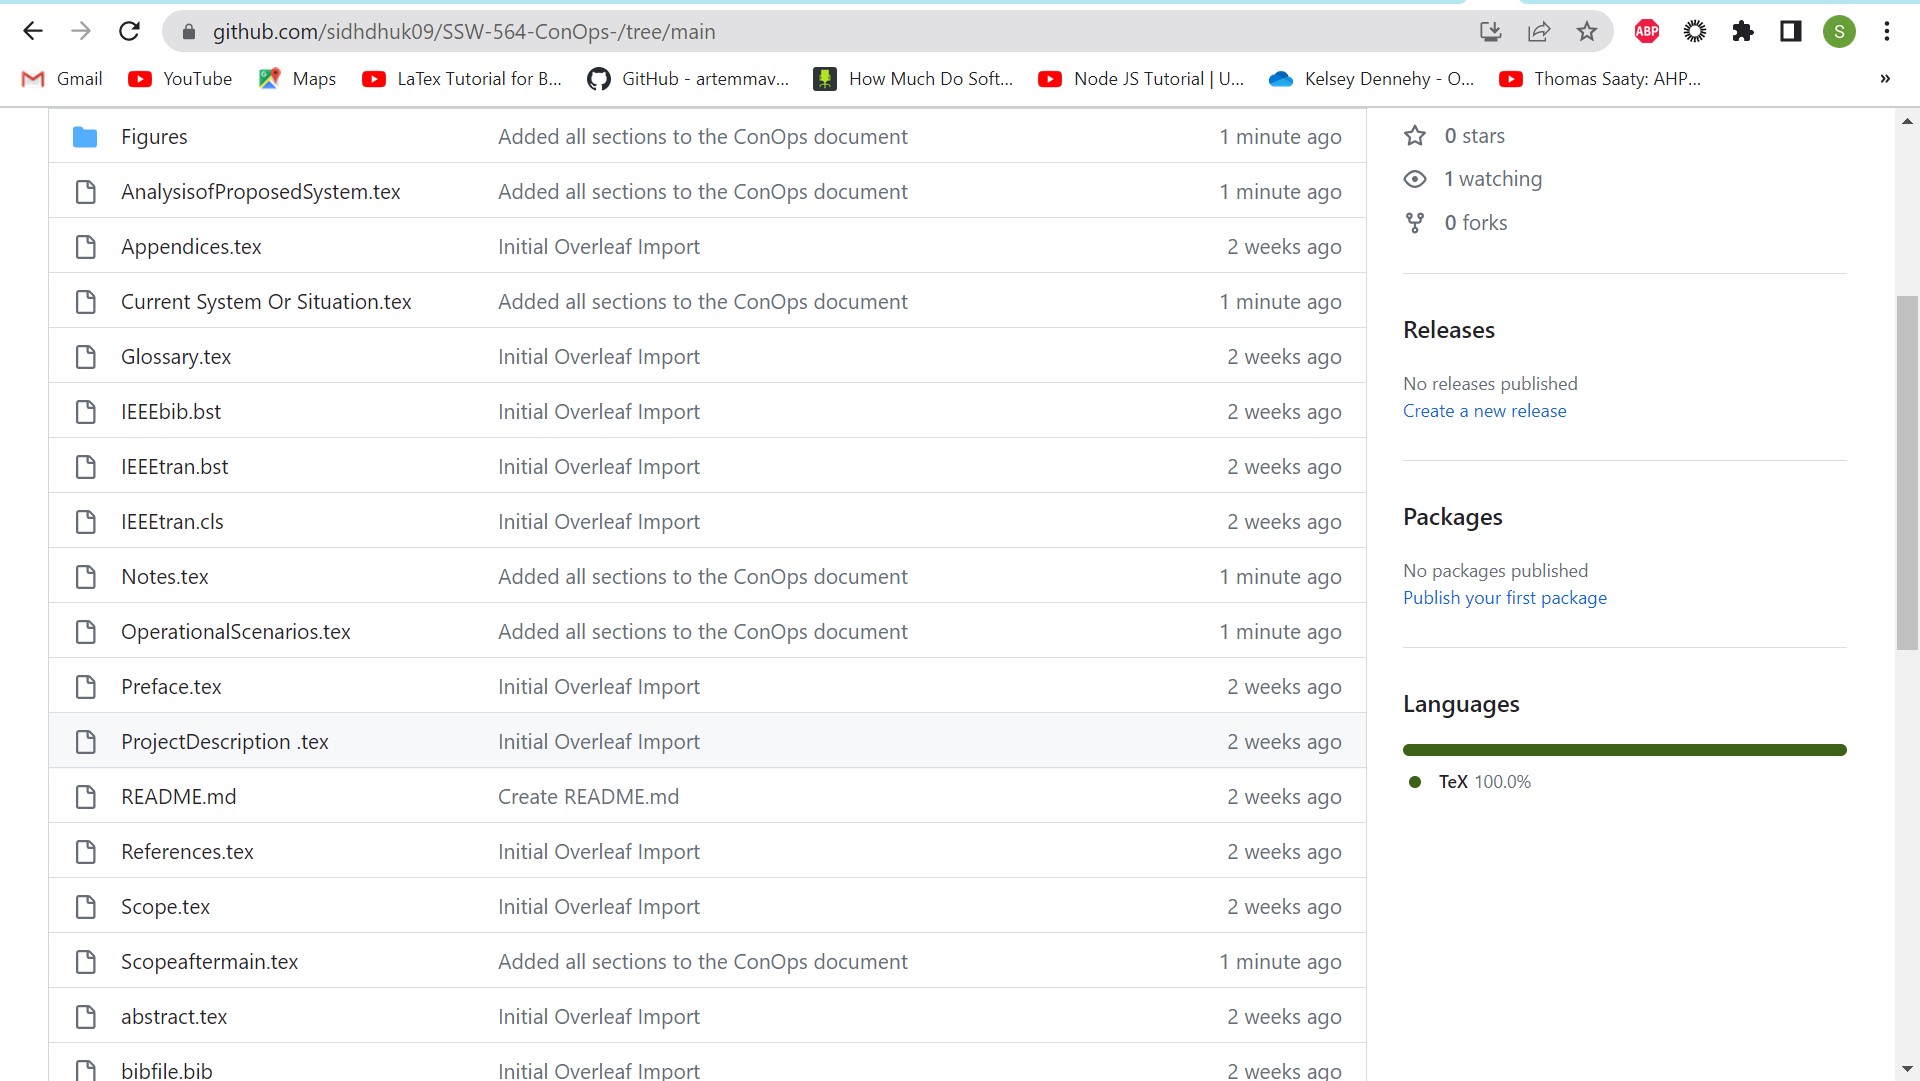 github.com/sidhdhuk09/SSW-564-ConOps-/tree/main
ABP
S
Gmail YouTube Maps LaTex Tutorial for B... GitHub - artemmav... How Much Do Soft... Node JS Tutorial | U... Kelsey Dennehy - O... Thomas Saaty: AHP... »
Figures Added all sections to the ConOps document 1 minute ago
AnalysisofProposedSystem.tex Added all sections to the ConOps document 1 minute ago
Appendices.tex Initial Overleaf Import 2 weeks ago
Current System Or Situation.tex Added all sections to the ConOps document 1 minute ago
Glossary.tex Initial Overleaf Import 2 weeks ago
IEEEbib.bst Initial Overleaf Import 2 weeks ago
IEEEtran.bst Initial Overleaf Import 2 weeks ago
IEEEtran.cls Initial Overleaf Import 2 weeks ago
Notes.tex Added all sections to the ConOps document 1 minute ago
OperationalScenarios.tex Added all sections to the ConOps document 1 minute ago
Preface.tex Initial Overleaf Import 2 weeks ago
ProjectDescription .tex Initial Overleaf Import 2 weeks ago
README.md Create README.md 2 weeks ago
References.tex Initial Overleaf Import 2 weeks ago
Scope.tex Initial Overleaf Import 2 weeks ago
Scopeaftermain.tex Added all sections to the ConOps document 1 minute ago
abstract.tex Initial Overleaf Import 2 weeks ago
bibfile.bib Initial Overleaf Import 2 weeks ago
0 stars
1 watching
0 forks
Releases
No releases published
Create a new release
Packages
No packages published
Publish your first package
Languages
TeX 100.0%